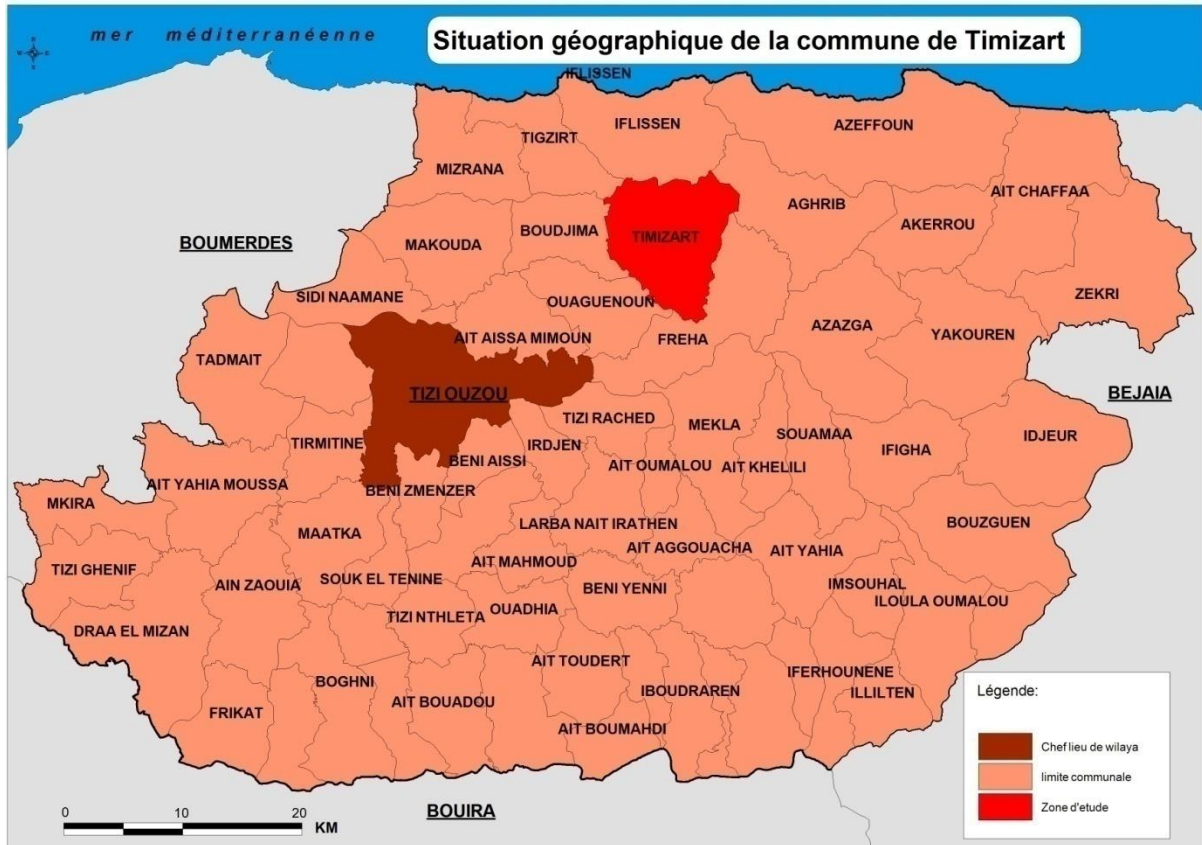 mer méditerranéenne
Situation géographique de la commune de Timizart
IFLISSEN
IFLISSEN
AZEFFOUN
TIGZIRT
MIZRANA
AIT CHAFFAA
AGHRIB
AKERROU
BOUDJIMA
TIMIZART
BOUMERDES
MAKOUDA
SIDI NAAMANE
OUAGUENOUN
ZEKRI
AZAZGA
YAKOUREN
AIT AISSA MIMOUN
FREHA
TADMAIT
TIZI OUZOU
BEJAIA
TIZI RACHED
MEKLA
SOUAMAA
IDJEUR
TIRMITINE
IRDJEN
IFIGHA
BENI AISSI
AIT OUMALOU
AIT KHELILI
AIT YAHIA MOUSSA
BENI ZMENZER
MKIRA
LARBA NAIT IRATHEN
BOUZGUEN
MAATKA
AIT AGGOUACHA
AIT YAHIA
TIZI GHENIF
AIT MAHMOUD
AIN ZAOUIA
SOUK EL TENINE
BENI YENNI
IMSOUHAL
ILOULA OUMALOU
TIZI NTHLETA
OUADHIA
DRAA EL MIZAN
AIT TOUDERT
IFERHOUNENE
BOGHNI
IBOUDRAREN
ILLILTEN
AIT BOUADOU
FRIKAT
AIT BOUMAHDI
BOUIRA
Légende:
Chef lieu de wilaya
limite communale
Zone d'etude
0 10 20
KM